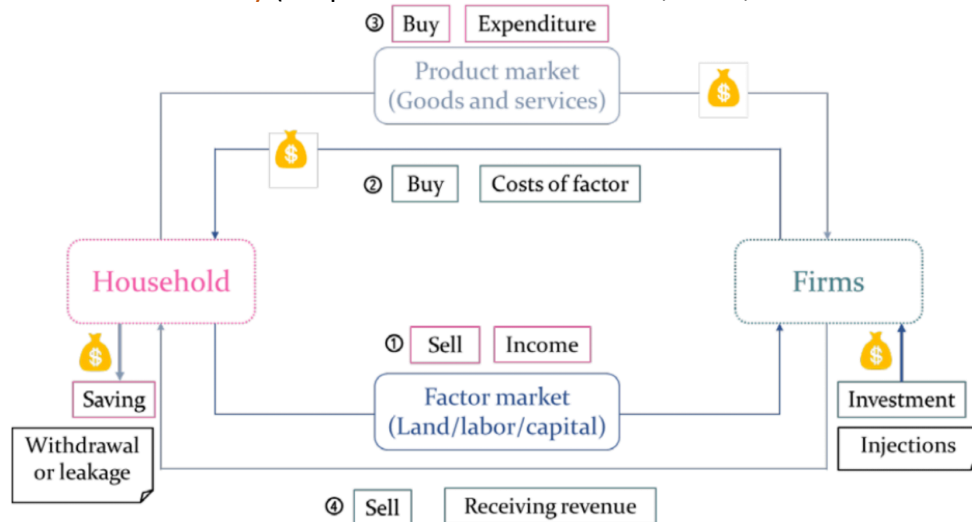 ③ Buy Expenditure
Product market
(Goods and services)
$
$
② Buy Costs of factor
Household
Firms
① Sell Income
$
$
Saving
Factor market
(Land/labor/capital)
Investment
Withdrawal
or leakage
Injections
④ Sell Receiving revenue